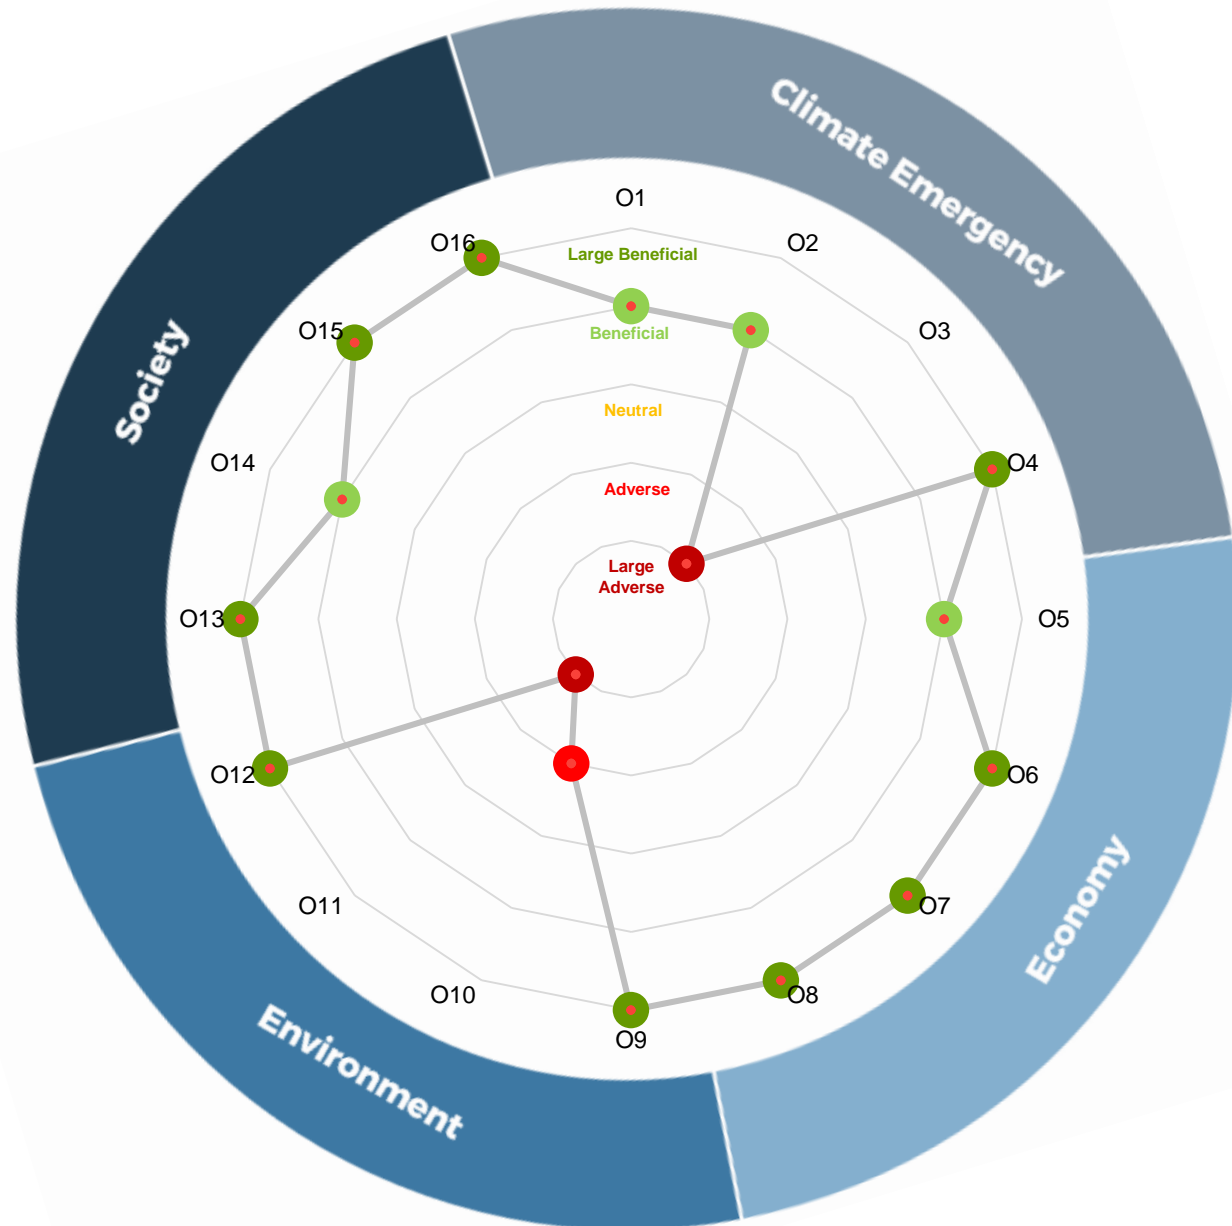 Climate Emergency
Society
O1
O16
O2
Large Beneficial
O15
Beneficial
O3
Neutral
O14
O4
Adverse
Large
Adverse
O13
O5
O12
O6
O11
O7
O10
O8
O9
Economy
Environment